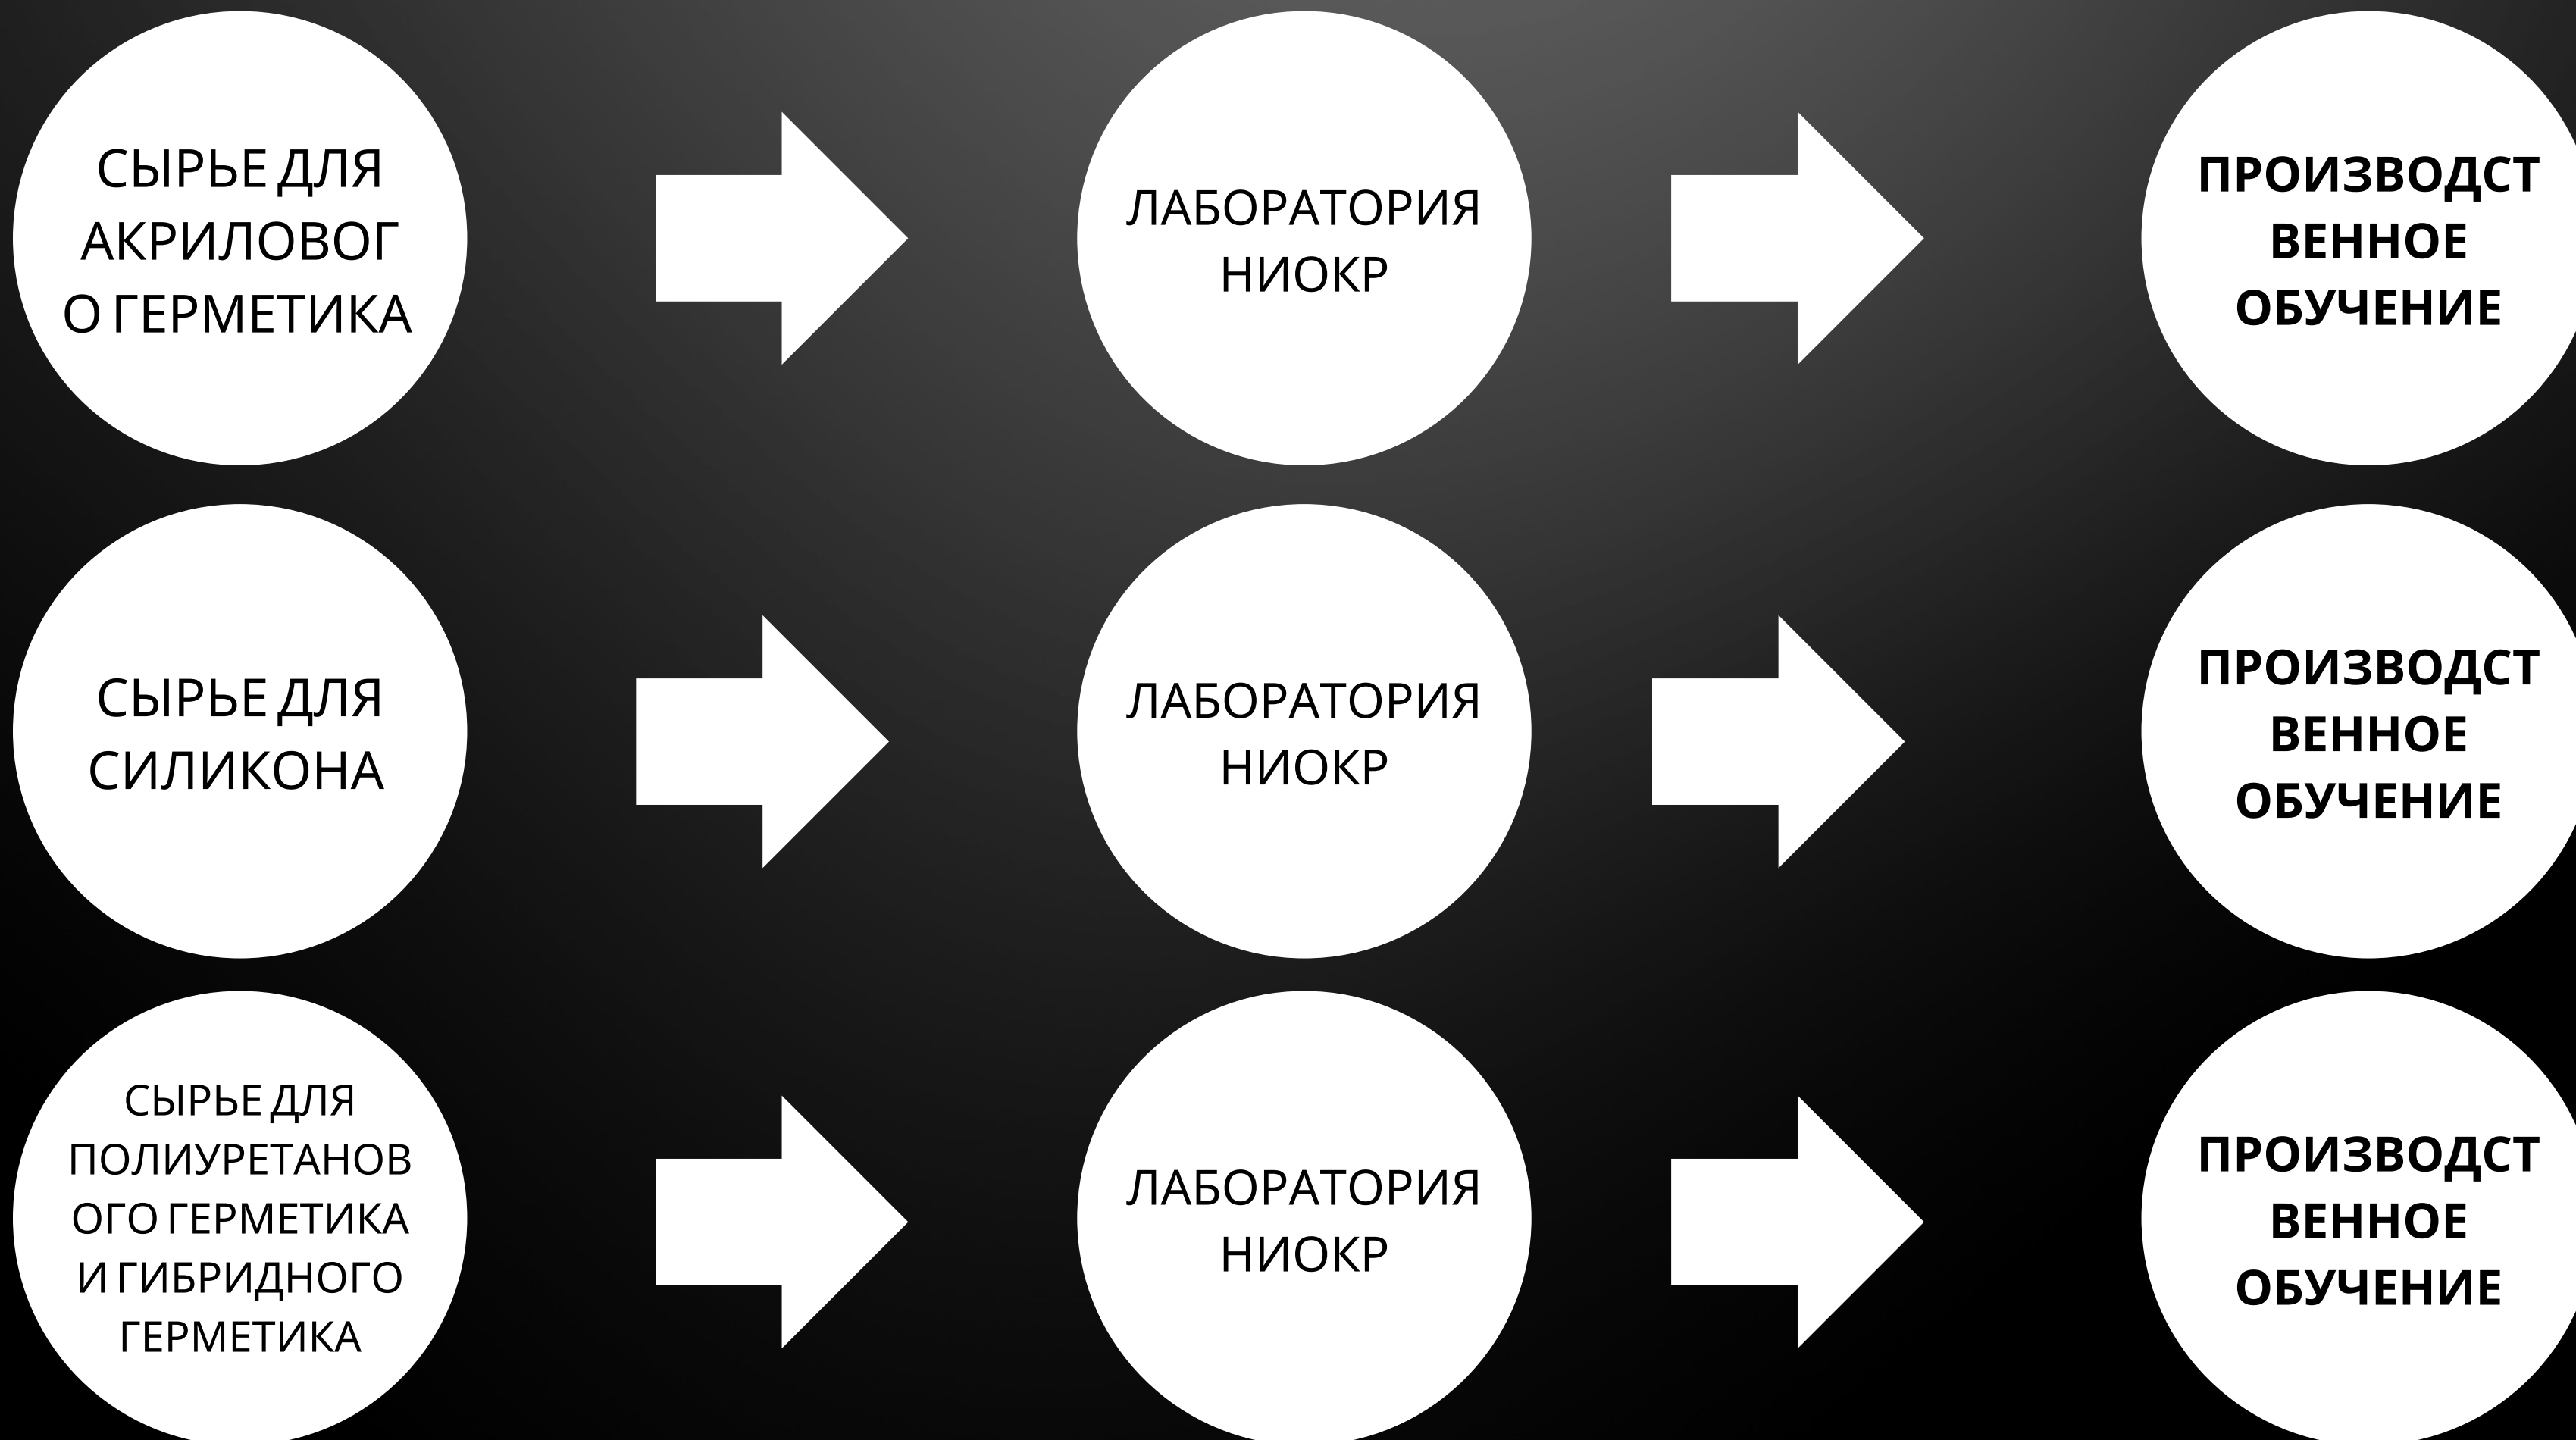 СЫРЬЕ ДЛЯ
АКРИЛОВОГ
О ГЕРМЕТИКА
ЛАБОРАТОРИЯ
НИОКР
ПРОИЗВОДСТ
ВЕННОЕ
ОБУЧЕНИЕ
СЫРЬЕ ДЛЯ
СИЛИКОНА
ЛАБОРАТОРИЯ
НИОКР
ПРОИЗВОДСТ
ВЕННОЕ
ОБУЧЕНИЕ
СЫРЬЕ ДЛЯ
ПОЛИУРЕТАНОВ
ОГО ГЕРМЕТИКА
И ГИБРИДНОГО
ГЕРМЕТИКА
ЛАБОРАТОРИЯ
НИОКР
ПРОИЗВОДСТ
ВЕННОЕ
ОБУЧЕНИЕ